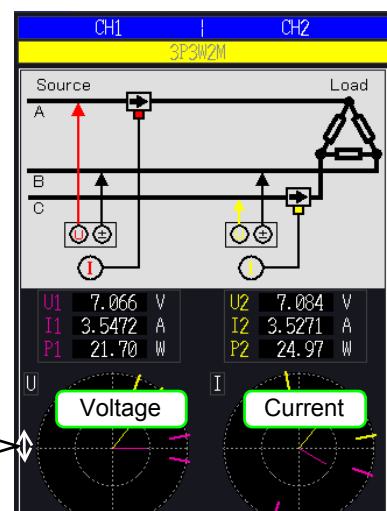 CH1 CH2
3P3W2M
Source Load
A
B
C
U ± U ±
I I
U1 7.066 V U2 7.084 V
I1 3.5472 A I2 3.5271 A
P1 21.70 W P2 24.97 W
U I
Voltage Current